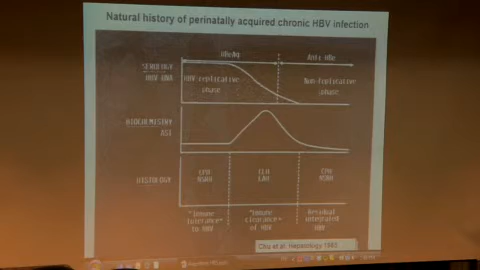 Natural history of perinatally acquired chronic HBV infection
HBeAg
Anti HBe
SEROLOGY
HBV DNA
HBV replicative
phase
Non-Replicative
phase
BIOCHEMISTRY
AST
HISTOLOGY
CPH
CLH
CAH
CPH
"Immune
tolerance"
to HBV
"Immune
clearance"
of HBV
Residual
integrated
HBV
Chu et al. Hepatology 1985